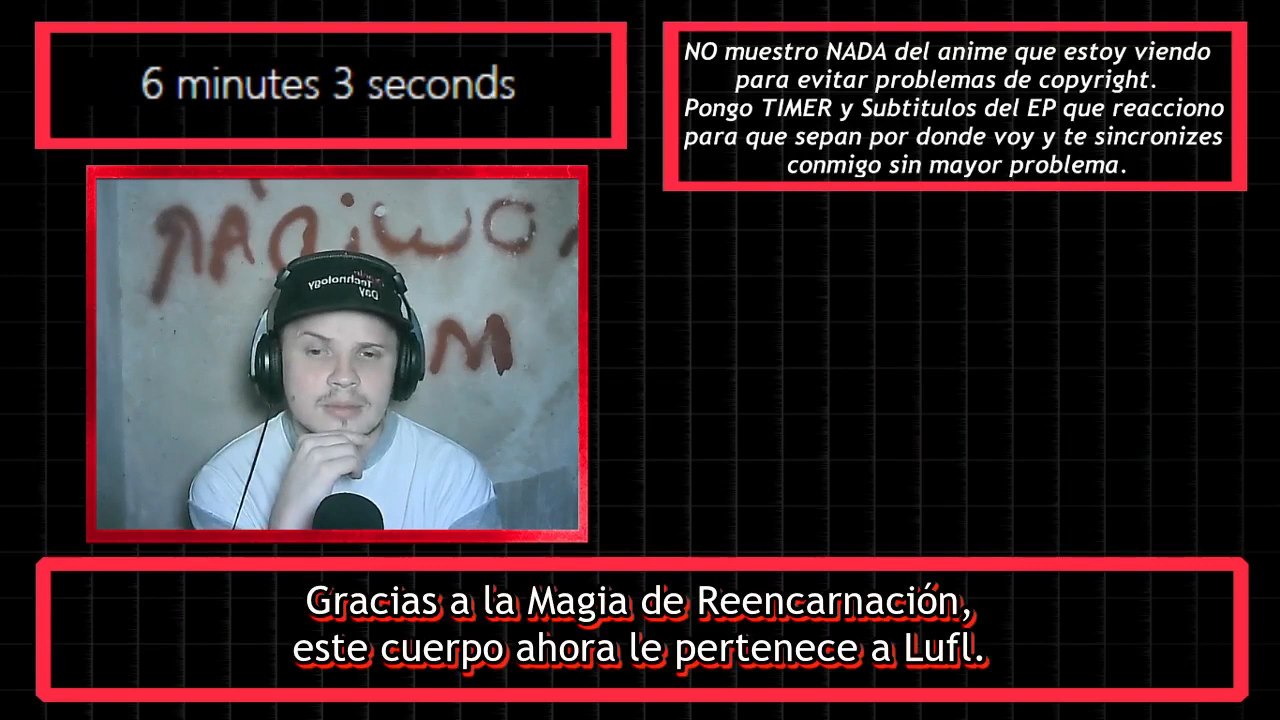 6 minutes 3 seconds
NO muestro NADA del anime que estoy viendo
para evitar problemas de copyright.
Pongo TIMER y Subtitulos del EP que reacciono
para que sepan por donde voy y te sincronizes
conmigo sin mayor problema.
Technology
Day
Gracias a la Magia de Reencarnación,
este cuerpo ahora le pertenece a Lufl.